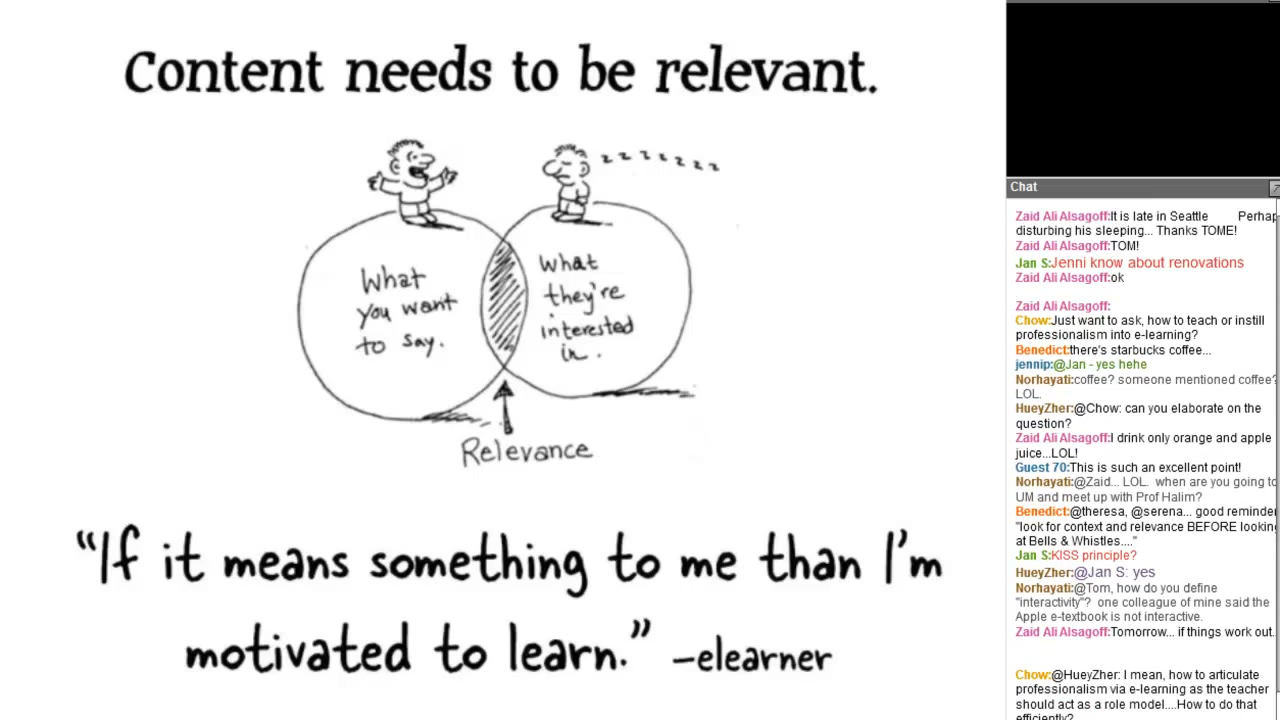 Content needs to be relevant.
z z z z z z z
What
you want
to say.
What
they're
interested
in.
Relevance
“If it means something to me than I’m
motivated to learn.” –elearner
Chat
Zaid Ali Alsagoff:It is late in Seattle
disturbing his sleeping... Thanks TOME!
Zaid Ali Alsagoff:TOM!
Jan S:Jenni know about renovations
Zaid Ali Alsagoff:ok
Zaid Ali Alsagoff:
Chow:Just want to ask, how to teach or instill
professionalism into e-learning?
Benedict:there's starbucks coffee...
jennip:@Jan - yes hehe
Norhayati:coffee? someone mentioned coffee?
LOL.
HueyZher:@Chow: can you elaborate on the
question?
Zaid Ali Alsagoff:I drink only orange and apple
juice...LOL!
Guest 70:This is such an excellent point!
Norhayati:@Zaid... LOL. when are you going to
UM and meet up with Prof Halim?
Benedict:@theresa, @serena... good reminder
"look for context and relevance BEFORE
at Bells & Whistles...."
Jan S:KISS principle?
HueyZher:@Jan S: yes
Norhayati:@Tom, how do you define
"interactivity"? one colleague of mine said the
Apple e-textbook is not interactive.
Zaid Ali Alsagoff:Tomorrow... if things work out.
Chow:@HueyZher: I mean, how to articulate
professionalism via e-learning as the teacher
should act as a role model....How to do that
efficiently?